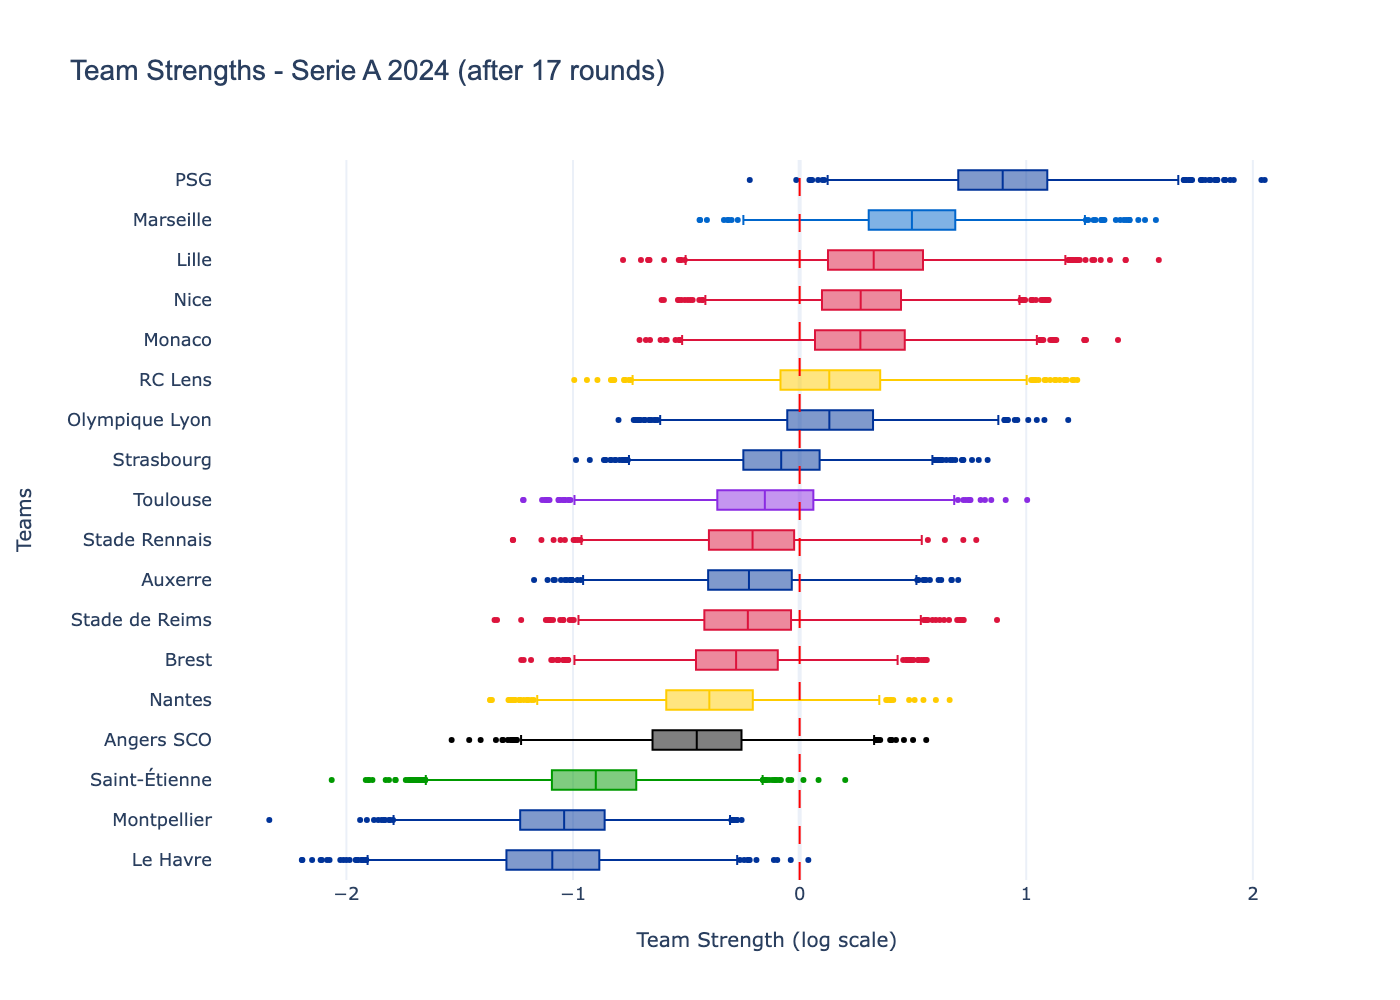 Team Strengths - Serie A 2024 (after 17 rounds)
PSG
Marseille
Lille
Nice
Monaco
RC Lens
Olympique Lyon
Strasbourg
Toulouse
Stade Rennais
Auxerre
Stade de Reims
Brest
Nantes
Angers SCO
Saint-Étienne
Montpellier
Le Havre
Teams
−2
−1
0
1
2
Team Strength (log scale)